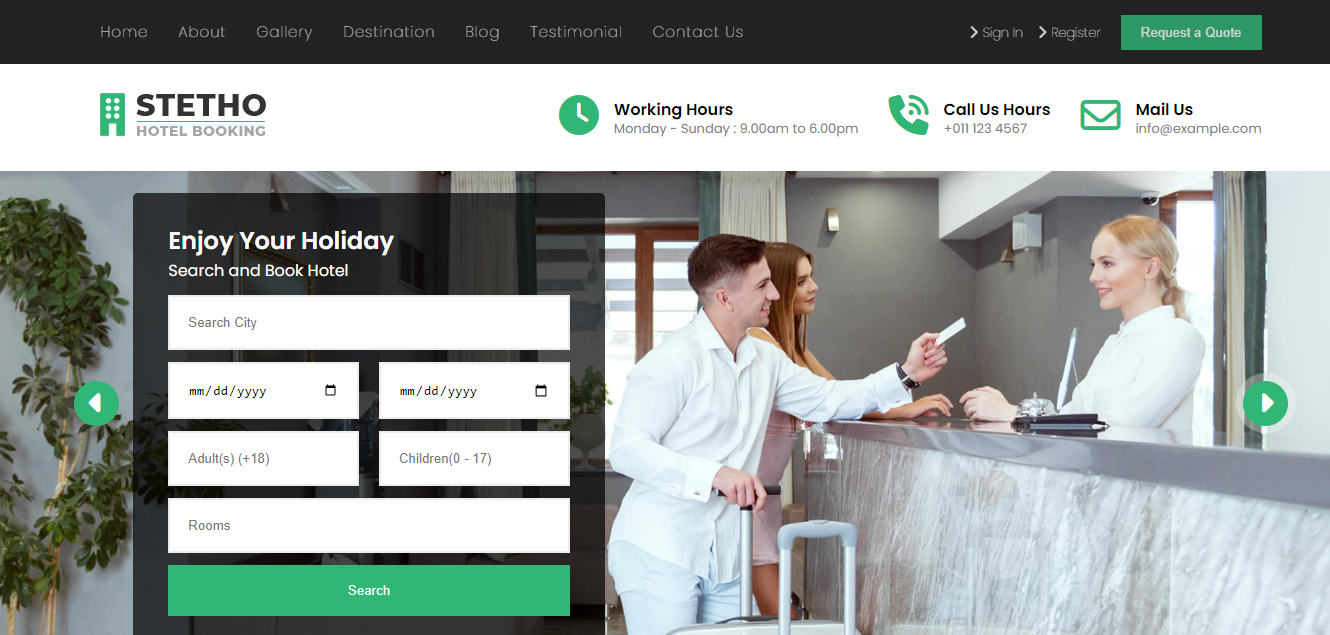 Home About Gallery Destination Blog Testimonial Contact Us Sign In Register Request a Quote
STETHO
HOTEL BOOKING
Working Hours
Monday - Sunday : 9.00am to 6.00pm
Call Us Hours
+011 123 4567
Mail Us
info@example.com
Enjoy Your Holiday
Search and Book Hotel
Search City
mm/dd/yyyy mm/dd/yyyy
Adult(s) (+18) Children(0 - 17)
Rooms
Search